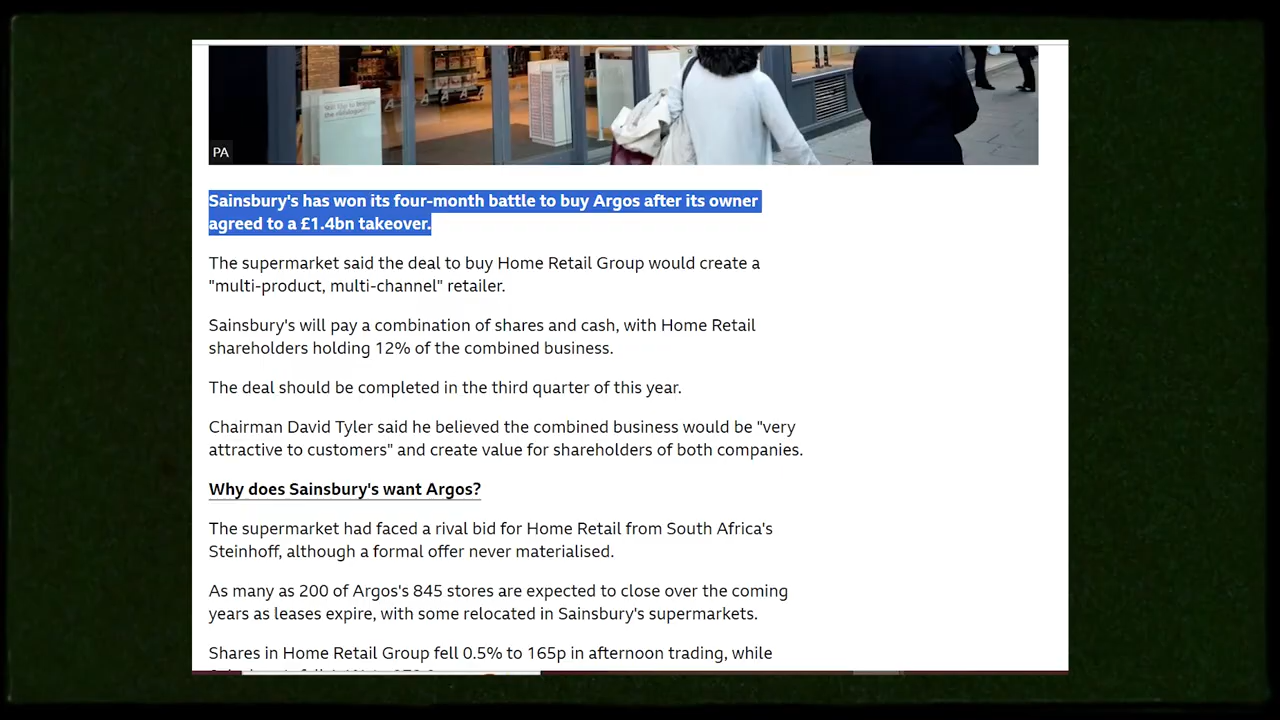 PA
Sainsbury's has won its four-month battle to buy Argos after its owner
agreed to a £1.4bn takeover.
The supermarket said the deal to buy Home Retail Group would create a
"multi-product, multi-channel" retailer.
Sainsbury's will pay a combination of shares and cash, with Home Retail
shareholders holding 12% of the combined business.
The deal should be completed in the third quarter of this year.
Chairman David Tyler said he believed the combined business would be "very
attractive to customers" and create value for shareholders of both companies.
Why does Sainsbury's want Argos?
The supermarket had faced a rival bid for Home Retail from South Africa's
Steinhoff, although a formal offer never materialised.
As many as 200 of Argos's 845 stores are expected to close over the coming
years as leases expire, with some relocated in Sainsbury's supermarkets.
Shares in Home Retail Group fell 0.5% to 165p in afternoon trading, while